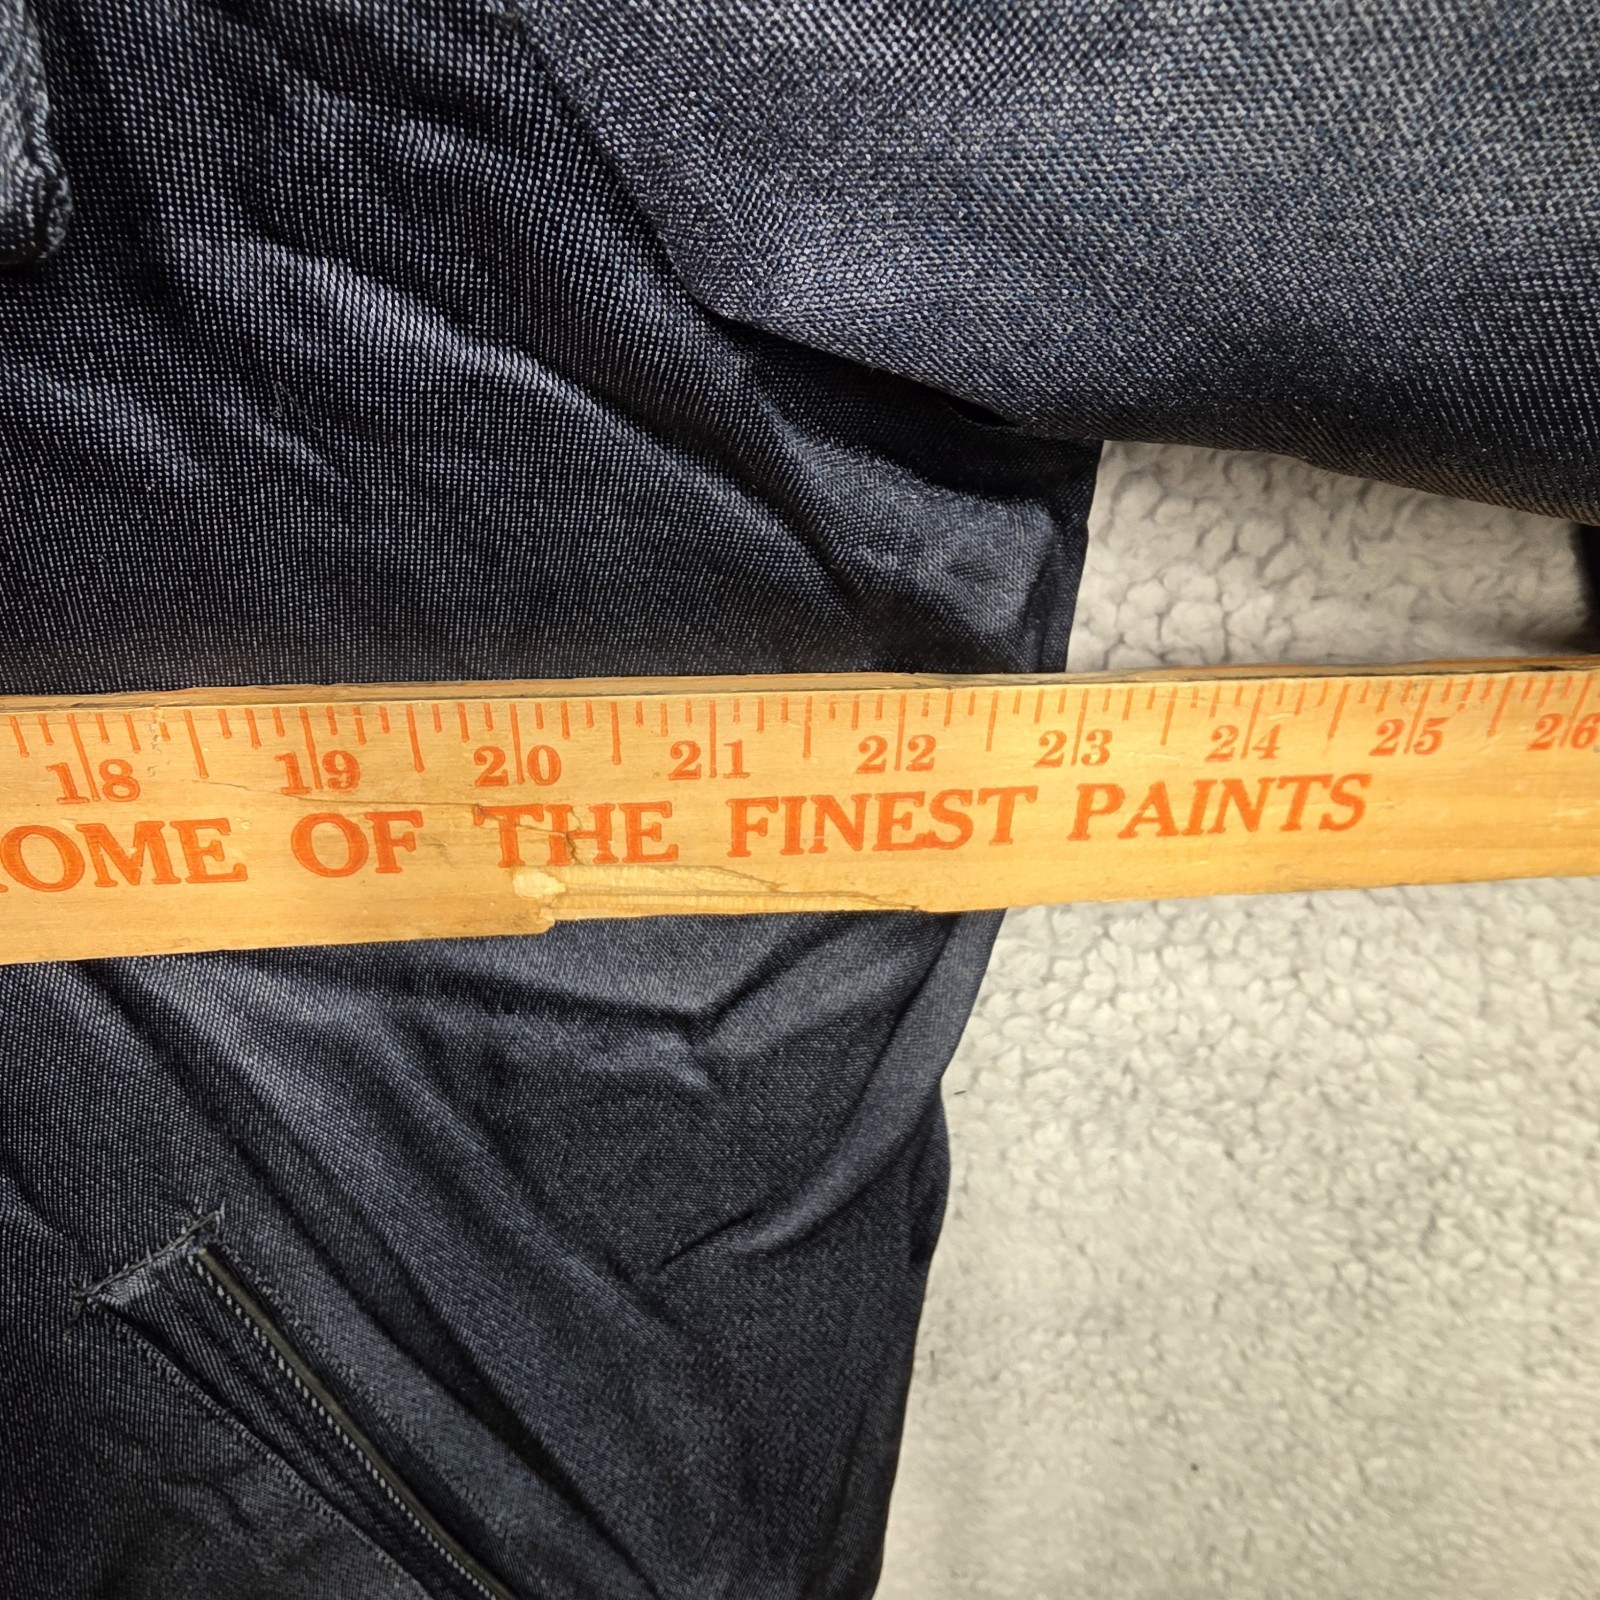 18 19 20 21 22 23 24 25 26
OME OF THE FINEST PAINTS